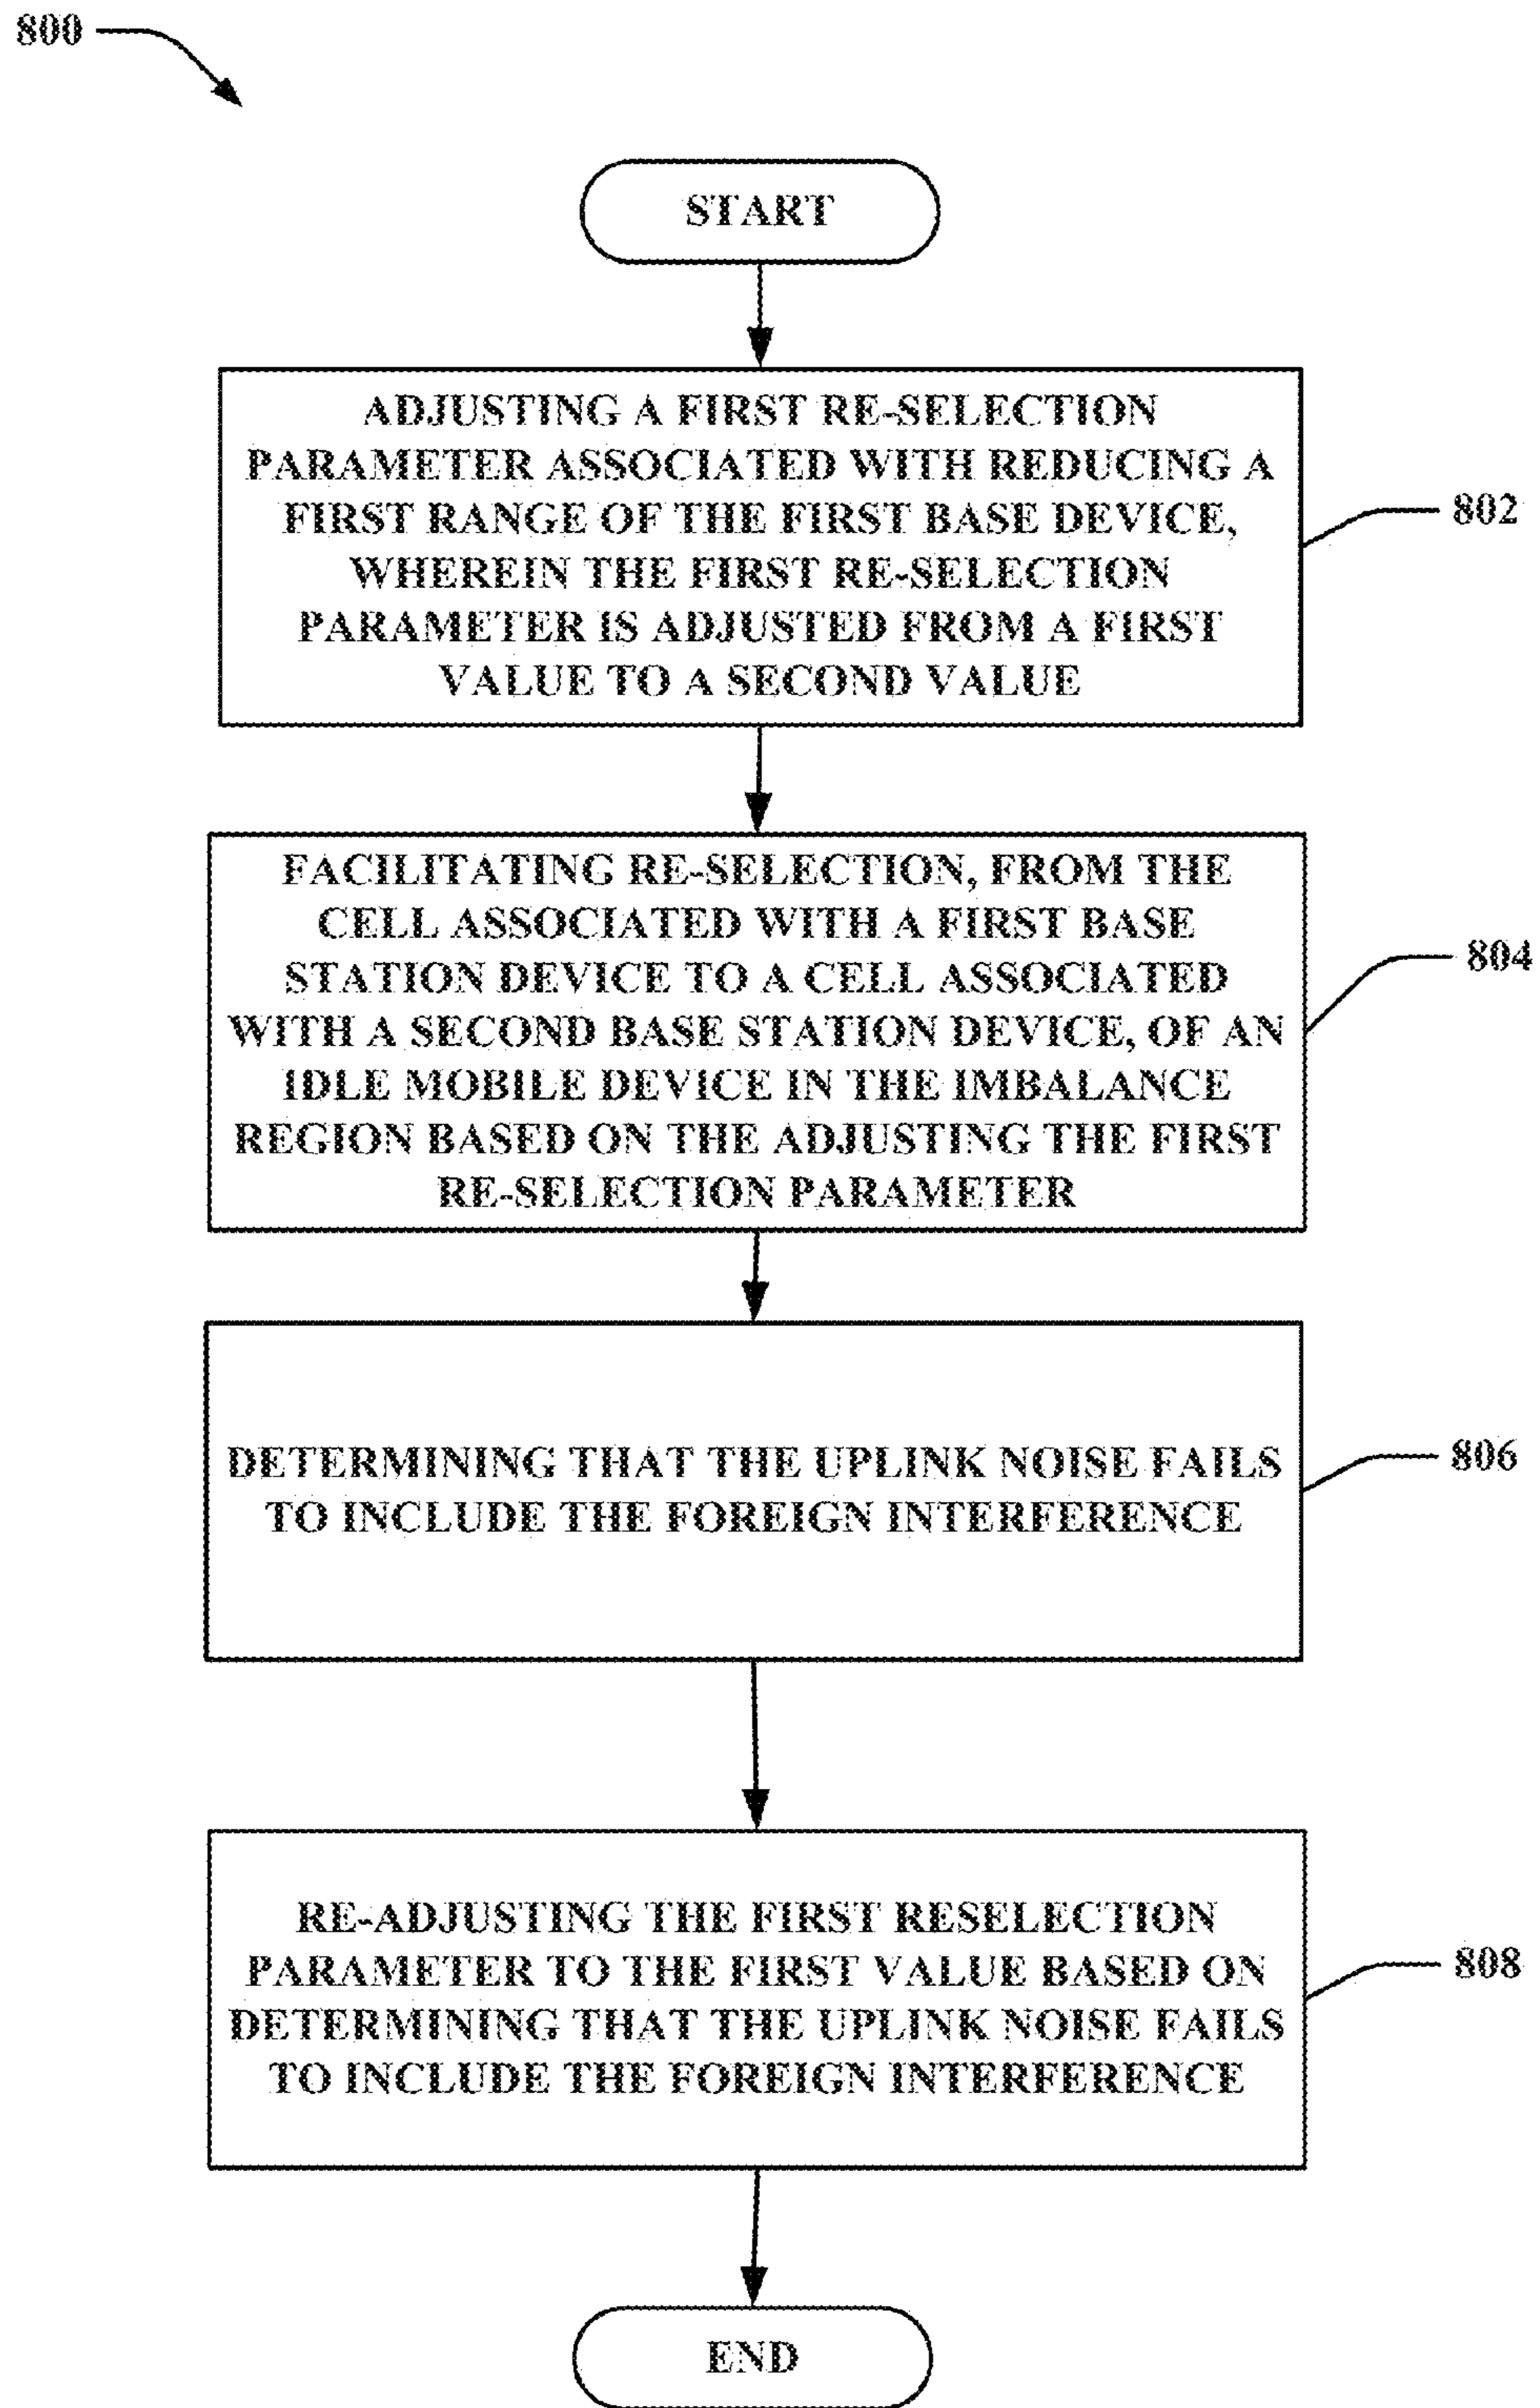 800
START
ADJUSTING A FIRST RE-SELECTION
PARAMETER ASSOCIATED WITH REDUCING A
FIRST RANGE OF THE FIRST BASE DEVICE,
WHEREIN THE FIRST RE-SELECTION
PARAMETER IS ADJUSTED FROM A FIRST
VALUE TO A SECOND VALUE
802
FACILITATING RE-SELECTION, FROM THE
CELL ASSOCIATED WITH A FIRST BASE
STATION DEVICE TO A CELL ASSOCIATED
WITH A SECOND BASE STATION DEVICE, OF AN
IDLE MOBILE DEVICE IN THE IMBALANCE
REGION BASED ON THE ADJUSTING THE FIRST
RE-SELECTION PARAMETER
804
DETERMINING THAT THE UPLINK NOISE FAILS
TO INCLUDE THE FOREIGN INTERFERENCE
806
RE-ADJUSTING THE FIRST RESELECTION
PARAMETER TO THE FIRST VALUE BASED ON
DETERMINING THAT THE UPLINK NOISE FAILS
TO INCLUDE THE FOREIGN INTERFERENCE
808
END